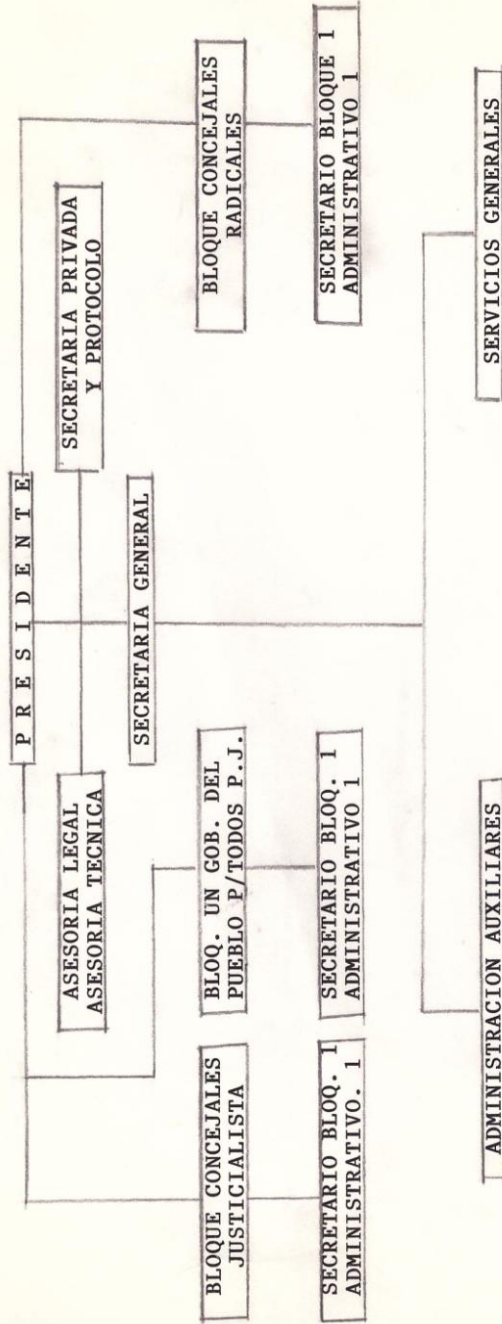 P R E S I D E N T E
ASESORIA LEGAL
ASESORIA TECNICA
SECRETARIA PRIVADA
Y PROTOCOLO
SECRETARIA GENERAL
BLOQUE CONCEJALES
JUSTICIALISTA
BLOQ. UN GOB. DEL
PUEBLO P/TODOS P.J.
BLOQUE CONCEJALES
RADICALES
SECRETARIO BLOQ. 1
ADMINISTRATIVO. 1
SECRETARIO BLOQ. 1
ADMINISTRATIVO 1
SECRETARIO BLOQUE 1
ADMINISTRATIVO 1
ADMINISTRACION AUXILIARES
SERVICIOS GENERALES